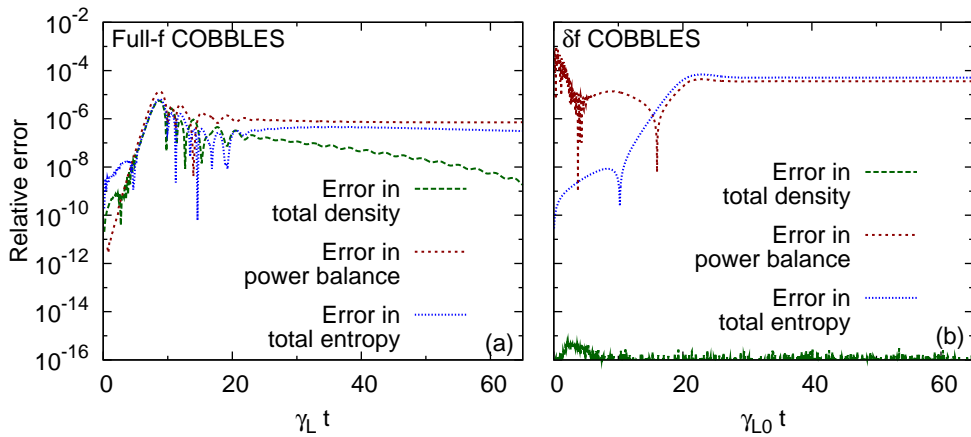 Full-f COBBLES
Relative error
10^-2
10^-4
10^-6
10^-8
10^-10
10^-12
10^-14
10^-16
Error in
total density
Error in
power balance
Error in
total entropy
(a)
0 20 40 60
γ_L t
δf COBBLES
Error in
total density
Error in
power balance
Error in
total entropy
(b)
0 20 40 60
γ_L0 t